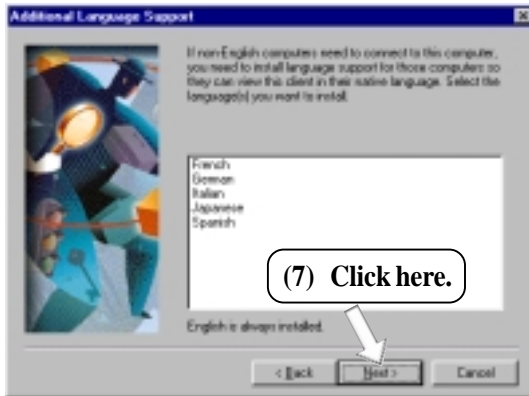 Additional Language Support
If non-English computers need to connect to this computer,
you need to install language support for those computers so
they can view this client in their native language. Select the
language(s) you want to install.
French
German
Italian
Japanese
Spanish
(7) Click here.
English is always installed.
< Back
Next >
Cancel